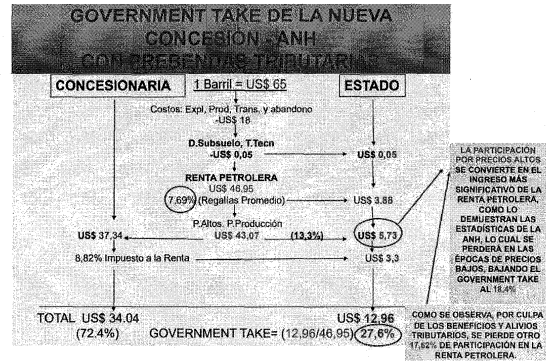 GOVERNMENT TAKE DE LA NUEVA
CONCESIÓN - ANH
CON PREBENDAS TRIBUTARIAS
CONCESIONARIA
1 Barril = US$ 65
ESTADO
Costos: Expl, Prod, Trans. y abandono
-US$ 18
D.Subsuelo, T.Tecn
-US$ 0,05
US$ 0,05
RENTA PETROLERA
US$ 46,95
7,69% (Regalías Promedio)
US$ 3.88
P.Altos. P.Producción
US$ 37,34
US$ 43,07
(13,3%)
US$ 5,73
8,82% Impuesto a la Renta
US$ 3,3
TOTAL US$ 34.04
(72.4%)
US$ 12.96
GOVERNMENT TAKE= (12.96/46,95)
27,6%
LA PARTICIPACIÓN
POR PRECIOS ALTOS
SE CONVIERTE EN EL
INGRESO MÁS
SIGNIFICATIVO DE LA
RENTA PETROLERA,
COMO LO
DEMUESTRAN LAS
ESTADÍSTICAS DE LA
ANH, LO CUAL SE
PERDERÁ EN LAS
ÉPOCAS DE PRECIOS
BAJOS, BAJANDO EL
GOVERNMENT TAKE
AL 18.4%
COMO SE OBSERVA, POR CULPA
DE LOS BENEFICIOS Y ALIVIOS
TRIBUTARIOS, SE PIERDE OTRO
17,62% DE PARTICIPACIÓN EN LA
RENTA PETROLERA.